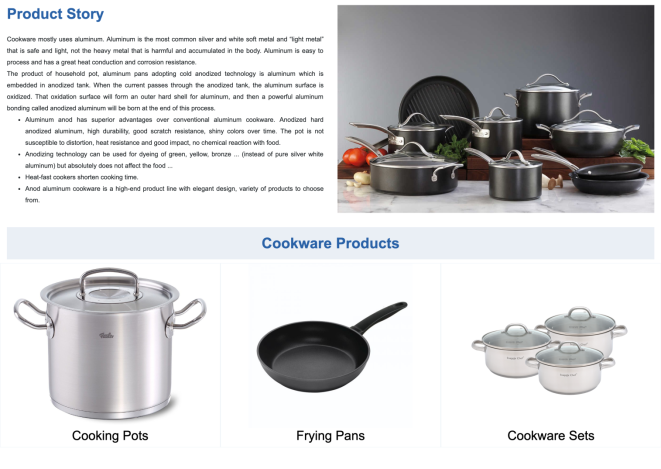 Product Story
Cookware mostly uses aluminum. Aluminum is the most common silver and white soft metal and "light metal"
that is safe and light, not the heavy metal that is harmful and accumulated in the body. Aluminum is easy to
process and has a great heat conduction and corrosion resistance.
The product of household pot, aluminum pans adopting cold anodized technology is aluminum which is
embedded in anodized tank. When the current passes through the anodized tank, the aluminum surface is
oxidized. That oxidation surface will form an outer hard shell for aluminum, and then a powerful aluminum
bonding called anodized aluminum will be born at the end of this process.
• Aluminum anod has superior advantages over conventional aluminum cookware. Anodized hard
anodized aluminum, high durability, good scratch resistance, shiny colors over time. The pot is not
susceptible to distortion, heat resistance and good impact, no chemical reaction with food.
• Anodizing technology can be used for dyeing of green, yellow, bronze ... (instead of pure silver white
aluminum) but absolutely does not affect the food ...
• Heat-fast cookers shorten cooking time.
• Anod aluminum cookware is a high-end product line with elegant design, variety of products to choose
from.
Cookware Products
Cooking Pots
Frying Pans
Cookware Sets